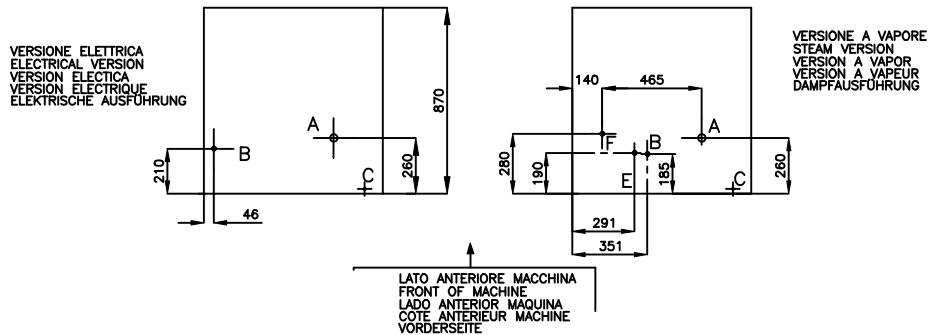 VERSIONE ELETTRICA
ELECTRICAL VERSION
VERSION ELECTICA
VERSION ELECTRIQUE
ELEKTRISCHE AUSFÜHRUNG
A
B
C
210
46
260
870
VERSIONE A VAPORE
STEAM VERSION
VERSION A VAPOR
VERSION A VAPEUR
DAMPFAUSFÜHRUNG
140
465
A
F
B
E
C
280
190
185
260
291
351
LATO ANTERIORE MACCHINA
FRONT OF MACHINE
LADO ANTERIOR MAQUINA
COTE ANTERIEUR MACHINE
VORDERSEITE